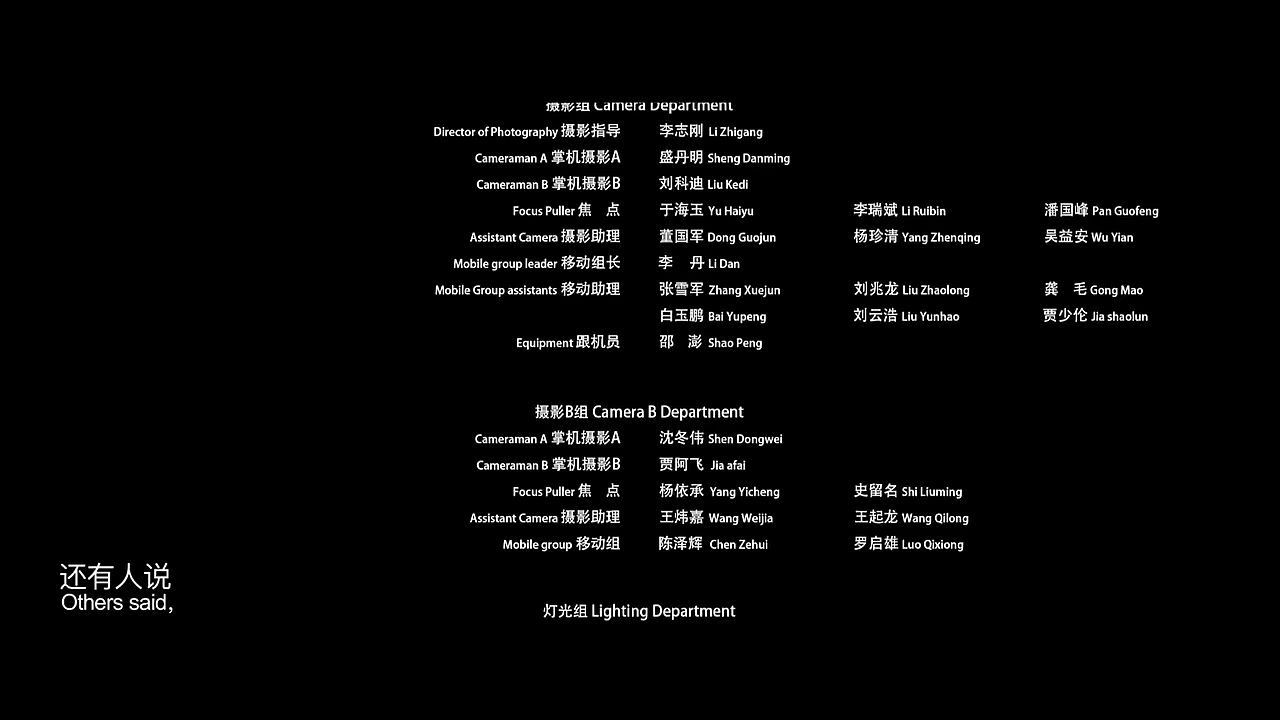 摄影组 Camera Department
Director of Photography 摄影指导 李志刚 Li Zhigang
Cameraman A 掌机摄影A 盛丹明 Sheng Danming
Cameraman B 掌机摄影B 刘科迪 Liu Kedi
Focus Puller 焦 点 于海玉 Yu Haiyu 李瑞斌 Li Ruibin 潘国峰 Pan Guofeng
Assistant Camera 摄影助理 董国军 Dong Guojun 杨珍清 Yang Zhenqing 吴益安 Wu Yian
Mobile group leader 移动组长 李 丹 Li Dan
Mobile Group assistants 移动助理 张雪军 Zhang Xuejun 刘兆龙 Liu Zhaolong 龚 毛 Gong Mao
白玉鹏 Bai Yupeng 刘云浩 Liu Yunhao 贾少伦 Jia shaolun
Equipment 跟机员 邵 澎 Shao Peng
摄影B组 Camera B Department
Cameraman A 掌机摄影A 沈冬伟 Shen Dongwei
Cameraman B 掌机摄影B 贾阿飞 Jia afai
Focus Puller 焦 点 杨依承 Yang Yicheng 史留名 Shi Liuming
Assistant Camera 摄影助理 王炜嘉 Wang Weijia 王起龙 Wang Qilong
Mobile group 移动组 陈泽辉 Chen Zehui 罗启雄 Luo Qixiong
还有人说
Others said,
灯光组 Lighting Department